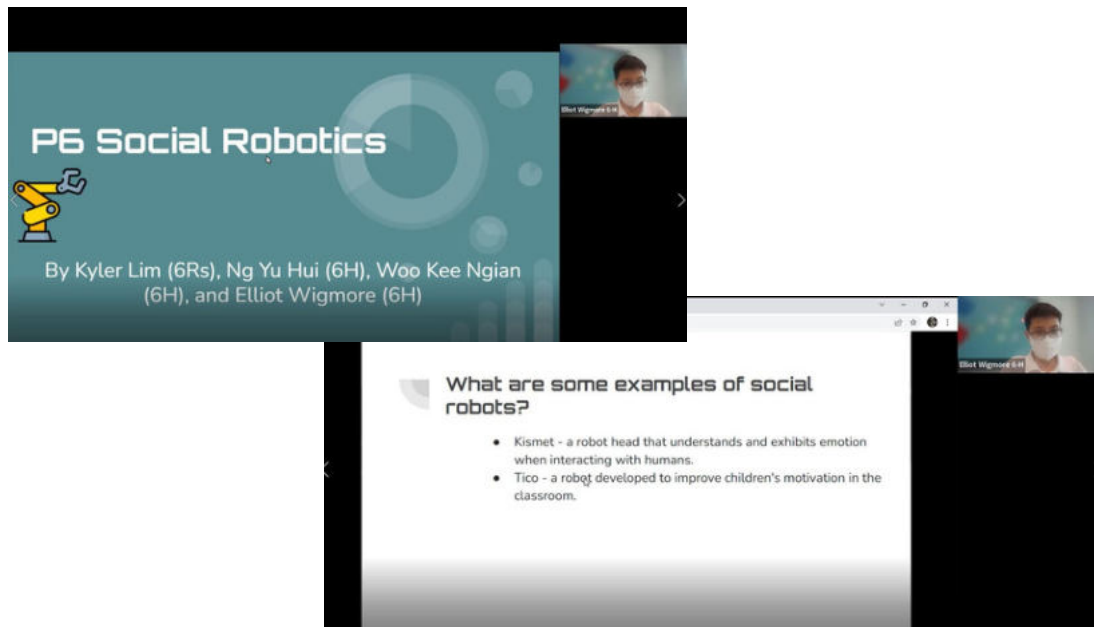 P6 Social Robotics
Elliot Wigmore 6-H
By Kyler Lim (6Rs), Ng Yu Hui (6H), Woo Kee Ngian
(6H), and Elliot Wigmore (6H)
Elliot Wigmore 6-H
What are some examples of social
robots?
● Kismet - a robot head that understands and exhibits emotion
when interacting with humans.
● Tico - a robot developed to improve children's motivation in the
classroom.